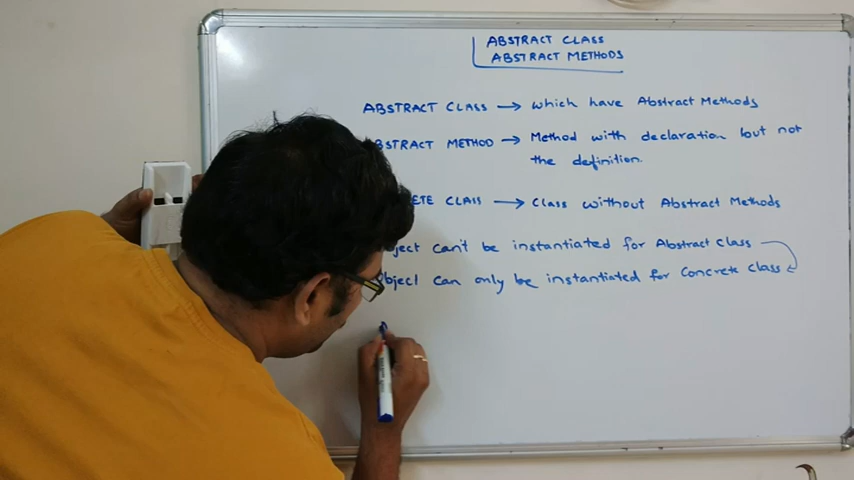 ABSTRACT CLASS
ABSTRACT METHODS
ABSTRACT CLASS → which have Abstract Methods
BSTRACT METHOD → Method with declaration but not
the definition.
ETE CLASS → Class without Abstract Methods
ject can't be instantiated for Abstract Class
Object can only be instantiated for Concrete Class